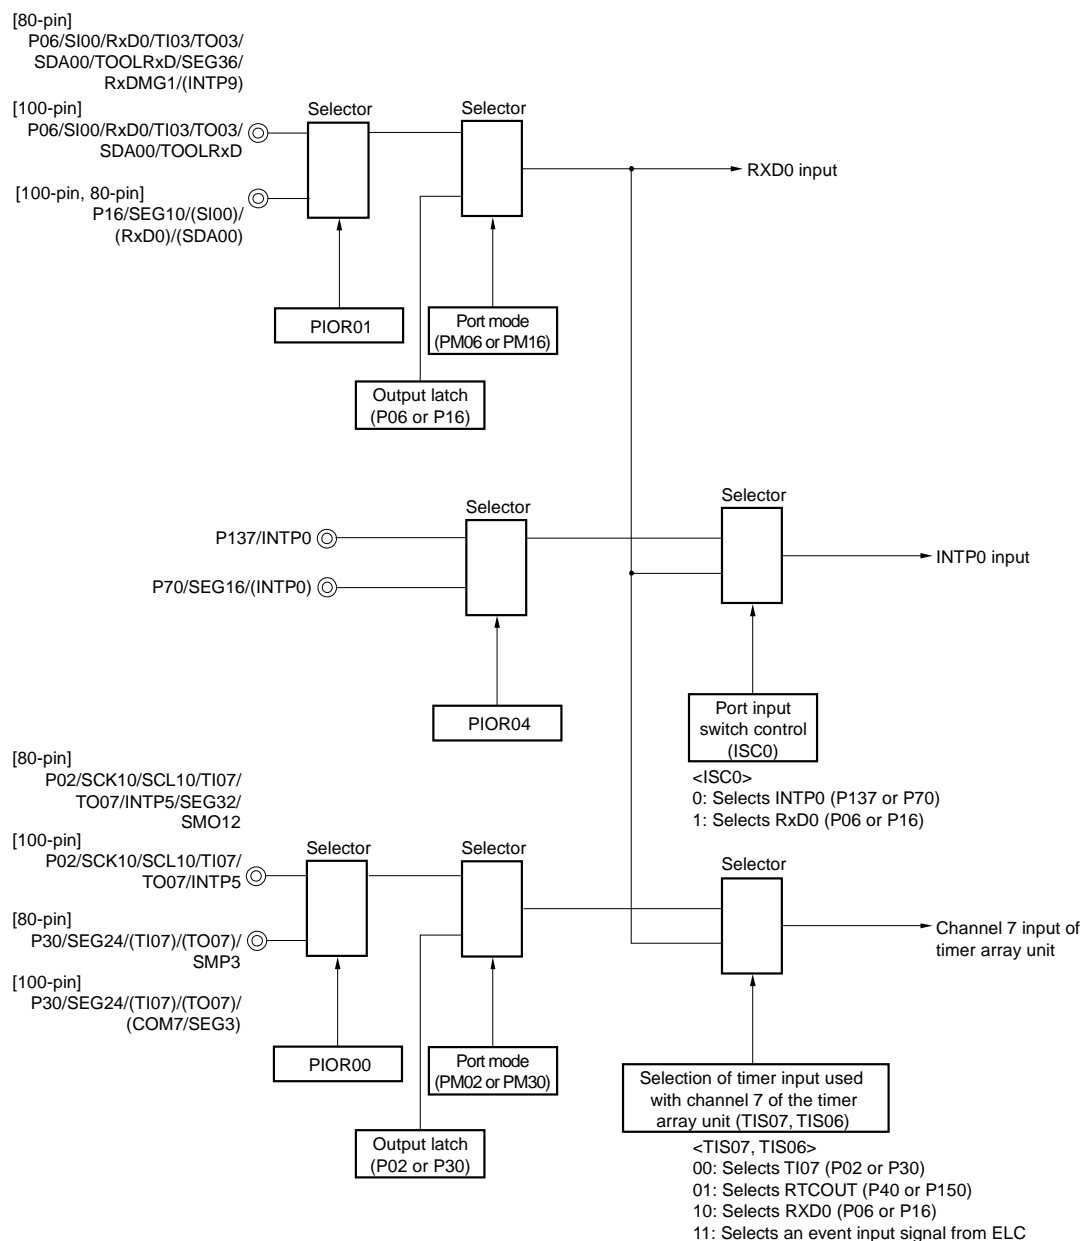 [80-pin]
P06/SI00/RxD0/TI03/TO03/
SDA00/TOOLRxD/SEG36/
RxDMG1/(INTP9)
[100-pin]
P06/SI00/RxD0/TI03/TO03/
SDA00/TOOLRxD
[100-pin, 80-pin]
P16/SEG10/(SI00)/
(RxD0)/(SDA00)
Selector
Selector
RXD0 input
PIOR01
Port mode
(PM06 or PM16)
Output latch
(P06 or P16)
Selector
Selector
P137/INTP0
P70/SEG16/(INTP0)
INTP0 input
PIOR04
Port input
switch control
(ISC0)
<ISC0>
0: Selects INTP0 (P137 or P70)
1: Selects RxD0 (P06 or P16)
[80-pin]
P02/SCK10/SCL10/TI07/
TO07/INTP5/SEG32/
SMO12
[100-pin]
P02/SCK10/SCL10/TI07/
TO07/INTP5
[80-pin]
P30/SEG24/(TI07)/(TO07)/
SMP3
[100-pin]
P30/SEG24/(TI07)/(TO07)/
(COM7/SEG3)
Selector
Selector
Selector
Channel 7 input of
timer array unit
PIOR00
Port mode
(PM02 or PM30)
Output latch
(P02 or P30)
Selection of timer input used
with channel 7 of the timer
array unit (TIS07, TIS06)
<TIS07, TIS06>
00: Selects TI07 (P02 or P30)
01: Selects RTCOUT (P40 or P150)
10: Selects RXD0 (P06 or P16)
11: Selects an event input signal from ELC